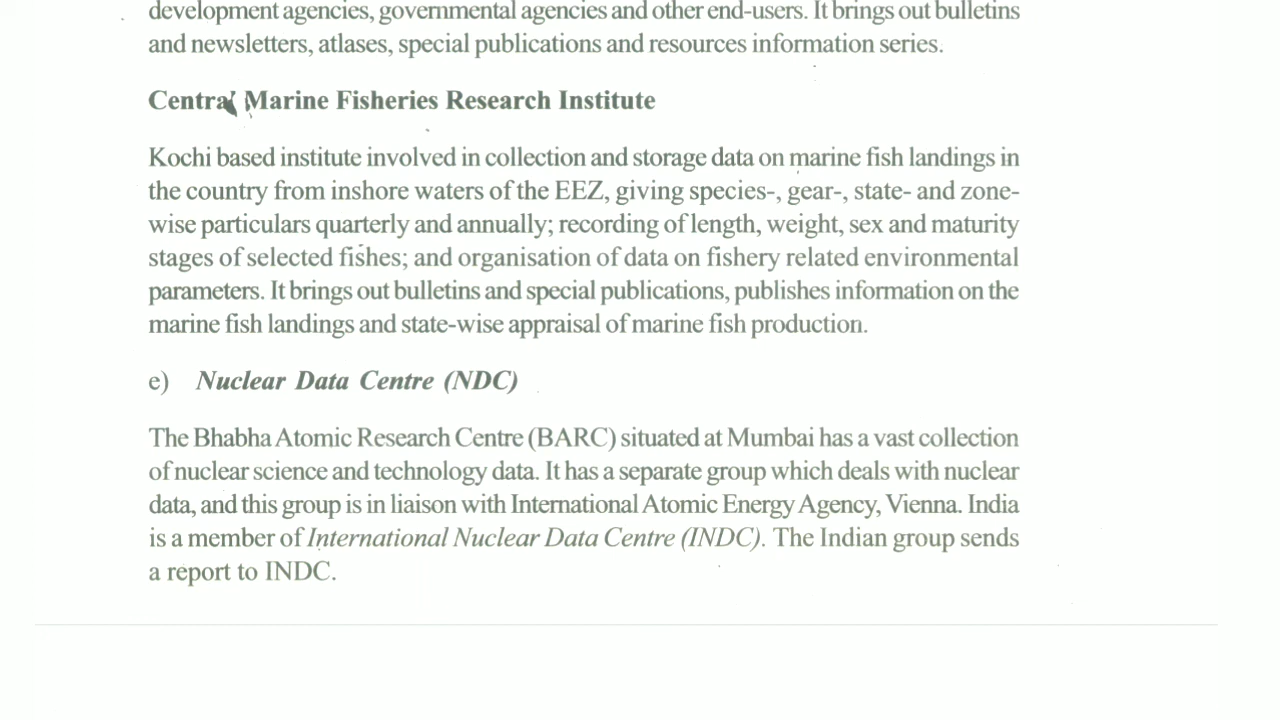 development agencies, governmental agencies and other end-users. It brings out bulletins
and newsletters, atlases, special publications and resources information series.
Central Marine Fisheries Research Institute
Kochi based institute involved in collection and storage data on marine fish landings in
the country from inshore waters of the EEZ, giving species-, gear-, state- and zone-
wise particulars quarterly and annually; recording of length, weight, sex and maturity
stages of selected fishes; and organisation of data on fishery related environmental
parameters. It brings out bulletins and special publications, publishes information on the
marine fish landings and state-wise appraisal of marine fish production.
e) Nuclear Data Centre (NDC)
The Bhabha Atomic Research Centre (BARC) situated at Mumbai has a vast collection
of nuclear science and technology data. It has a separate group which deals with nuclear
data, and this group is in liaison with International Atomic Energy Agency, Vienna. India
is a member of International Nuclear Data Centre (INDC). The Indian group sends
a report to INDC.